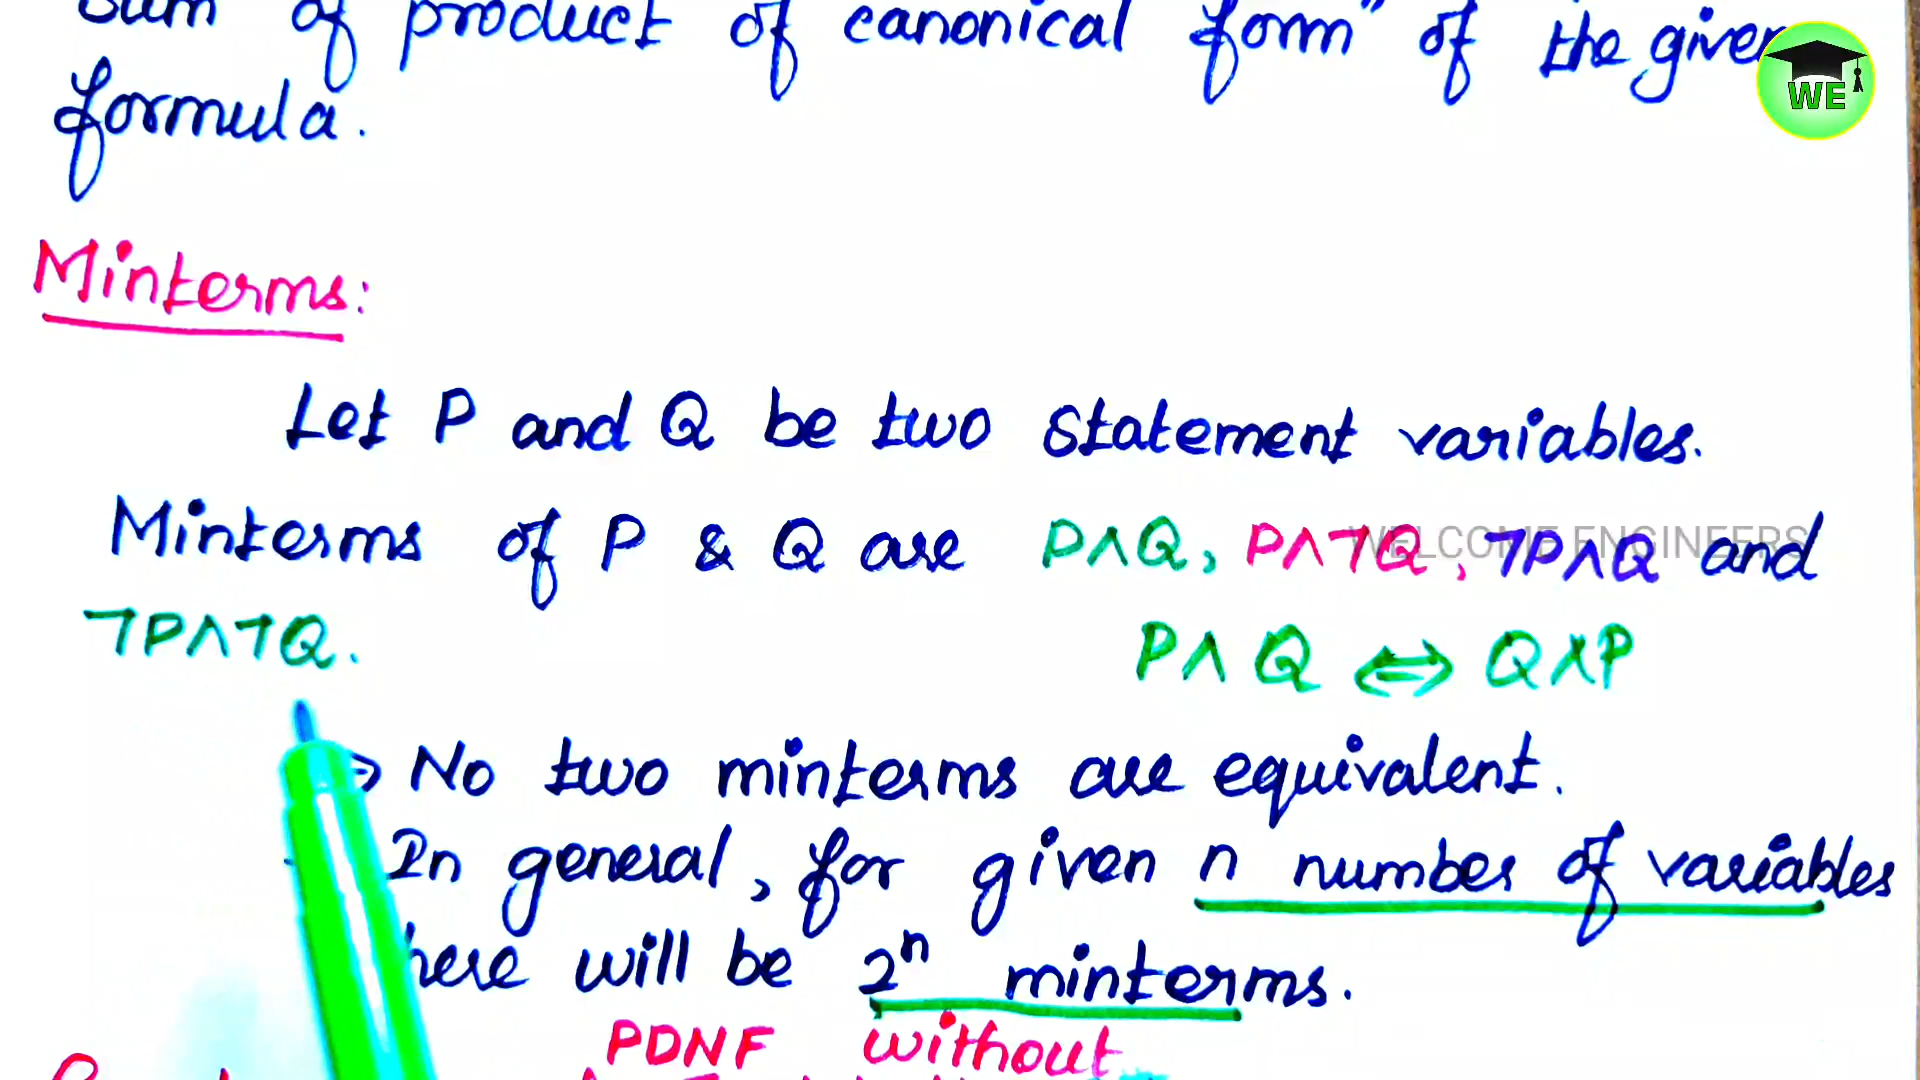 Sum of product of canonical form" of the given
formula.
WE
Minterms:
Let P and Q be two statement variables.
Minterms of P & Q are P∧Q, P∧¬Q, ¬P∧Q and
WELCOME ENGINEERS
¬P∧¬Q.
P∧Q ⇔ Q∧P
→ No two minterms are equivalent.
In general, for given n number of variables
there will be 2ⁿ minterms.
PDNF without